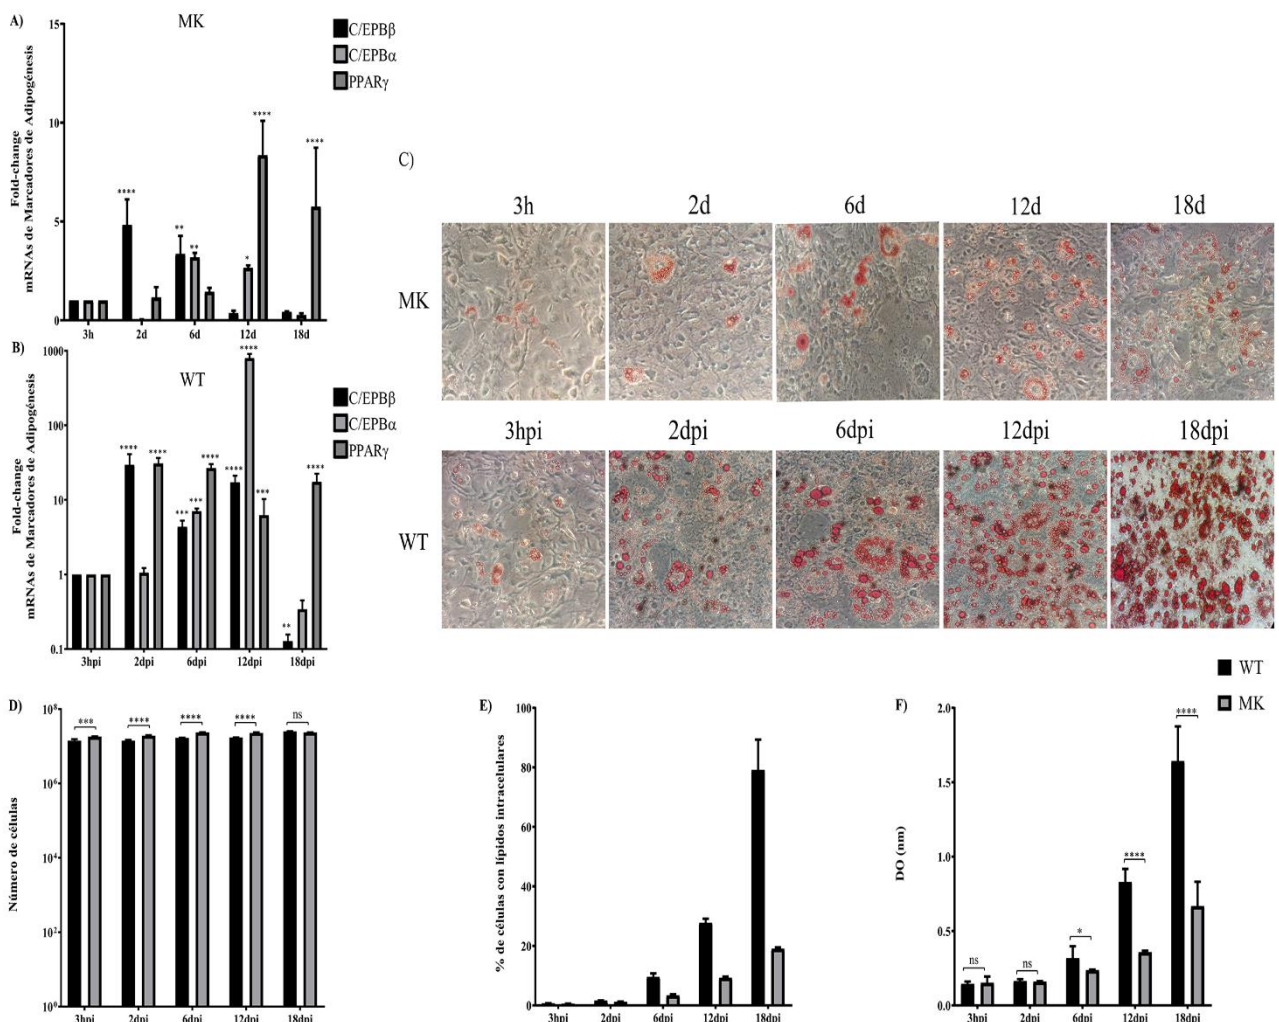 A)
MK
Fold-change
mRNAs de Marcadores de Adipogénesis
15
10
5
0
C/EPBβ
C/EPBα
PPARγ
****
** **
* ****
****
3h 2d 6d 12d 18d
B)
WT
Fold-change
mRNAs de Marcadores de Adipogénesis
1000
100
10
1
0.1
C/EPBβ
C/EPBα
PPARγ
**** ****
*** *** ****
**** **** ***
** ****
3hpi 2dpi 6dpi 12dpi 18dpi
C)
3h 2d 6d 12d 18d
MK
3hpi 2dpi 6dpi 12dpi 18dpi
WT
D)
Número de células
10⁸
10⁶
10⁴
10²
10⁰
*** **** **** **** ns
3hpi 2dpi 6dpi 12dpi 18dpi
E)
% de células con lípidos intracelulares
100
80
60
40
20
0
3hpi 2dpi 6dpi 12dpi 18dpi
WT
MK
F)
DO (nm)
2.0
1.5
1.0
0.5
0.0
ns ns * **** ****
3hpi 2dpi 6dpi 12dpi 18dpi